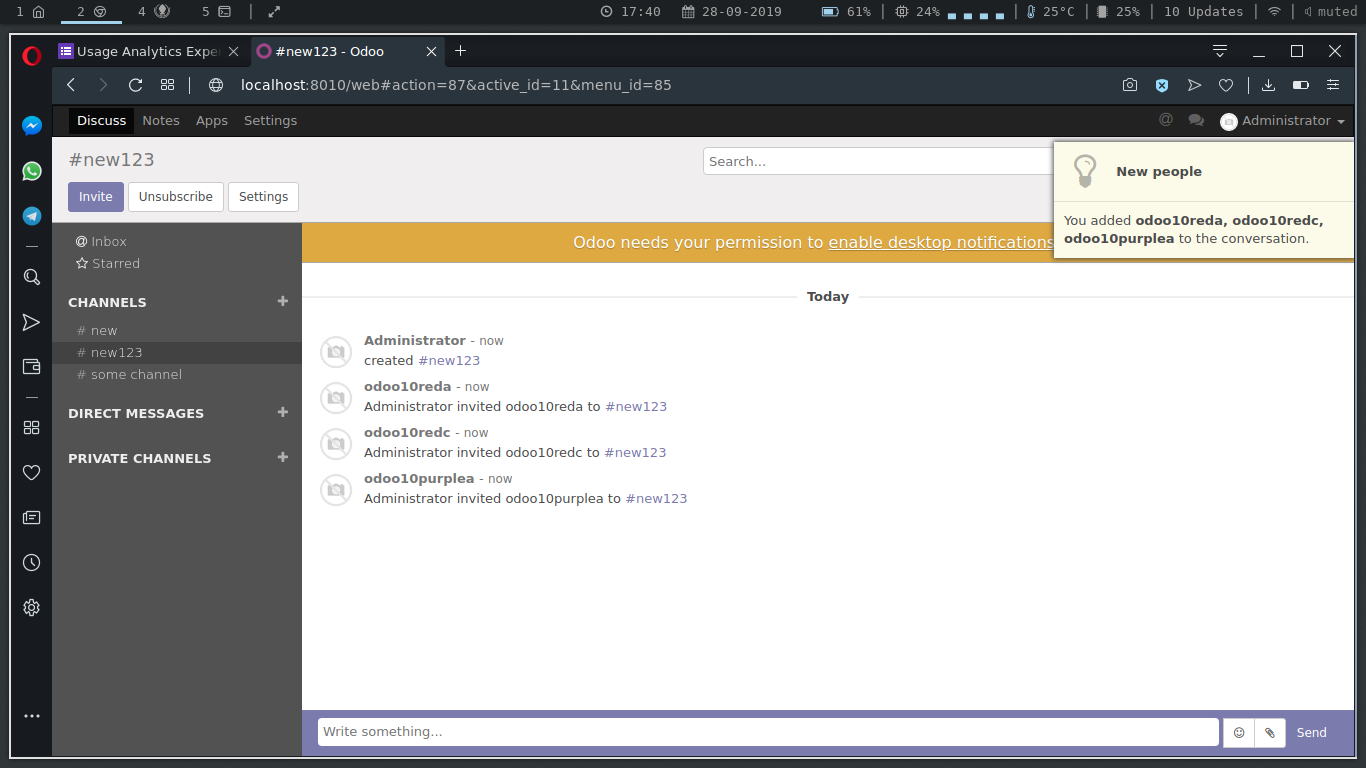 1 2 4 5 17:40 28-09-2019 61% 24% 25°C 25% 10 Updates muted
Usage Analytics Expe
#new123 - Odoo
localhost:8010/web#action=87&active_id=11&menu_id=85
Discuss Notes Apps Settings @ Administrator
#new123
Search...
Invite Unsubscribe Settings
New people
You added odoo10reda, odoo10redc,
odoo10purplea to the conversation.
Odoo needs your permission to enable desktop notifications
Inbox
Starred
CHANNELS +
# new
# new123
# some channel
DIRECT MESSAGES +
PRIVATE CHANNELS +
Today
Administrator - now
created #new123
odoo10reda - now
Administrator invited odoo10reda to #new123
odoo10redc - now
Administrator invited odoo10redc to #new123
odoo10purplea - now
Administrator invited odoo10purplea to #new123
Write something...
Send